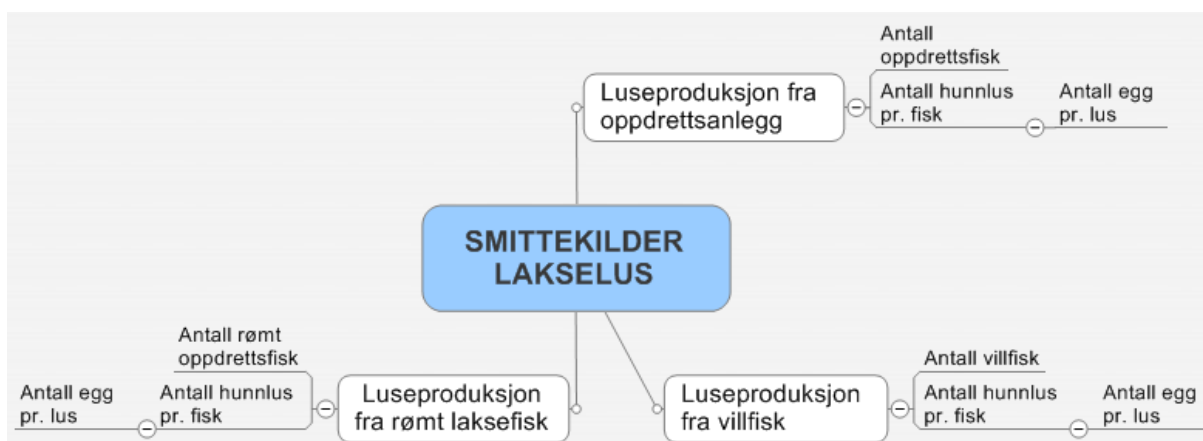 Antall
oppdrettsfisk
Luseproduksjon fra
oppdrettsanlegg
Antall hunnlus
pr. fisk
Antall egg
pr. lus
SMITTEKILDER
LAKSELUS
Antall rømt
oppdrettsfisk
Antall egg
pr. lus
Antall hunnlus
pr. fisk
Luseproduksjon
fra rømt laksefisk
Luseproduksjon
fra villfisk
Antall villfisk
Antall hunnlus
pr. fisk
Antall egg
pr. lus